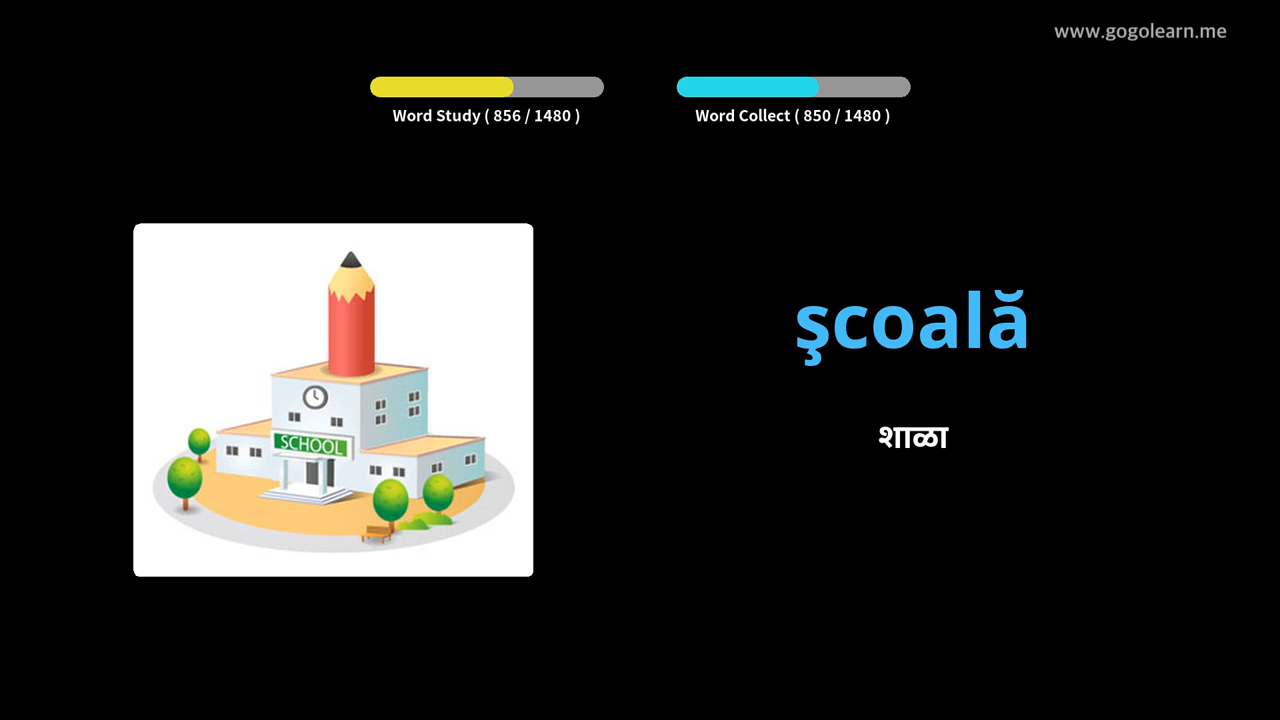 www.gogolearn.me
Word Study ( 856 / 1480 )
Word Collect ( 850 / 1480 )
SCHOOL
şcoală
शाळा